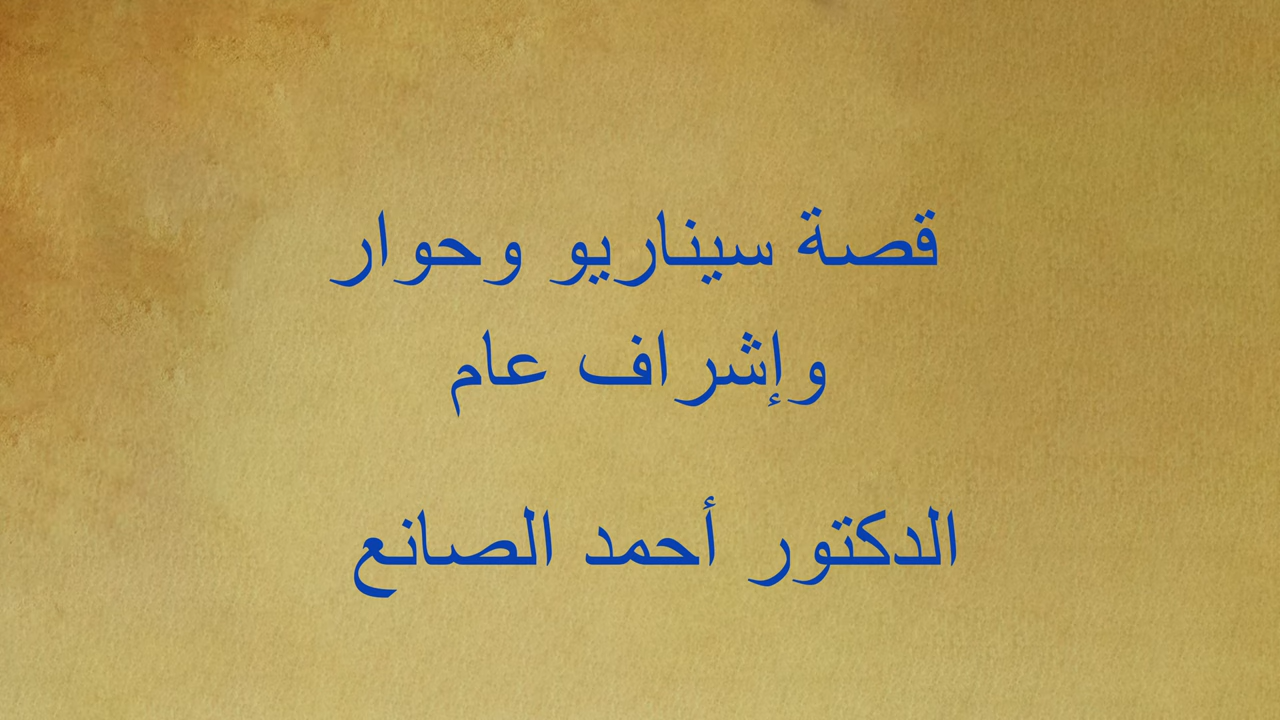 قصة سيناريو وحوار
وإشراف عام
الدكتور أحمد الصانع